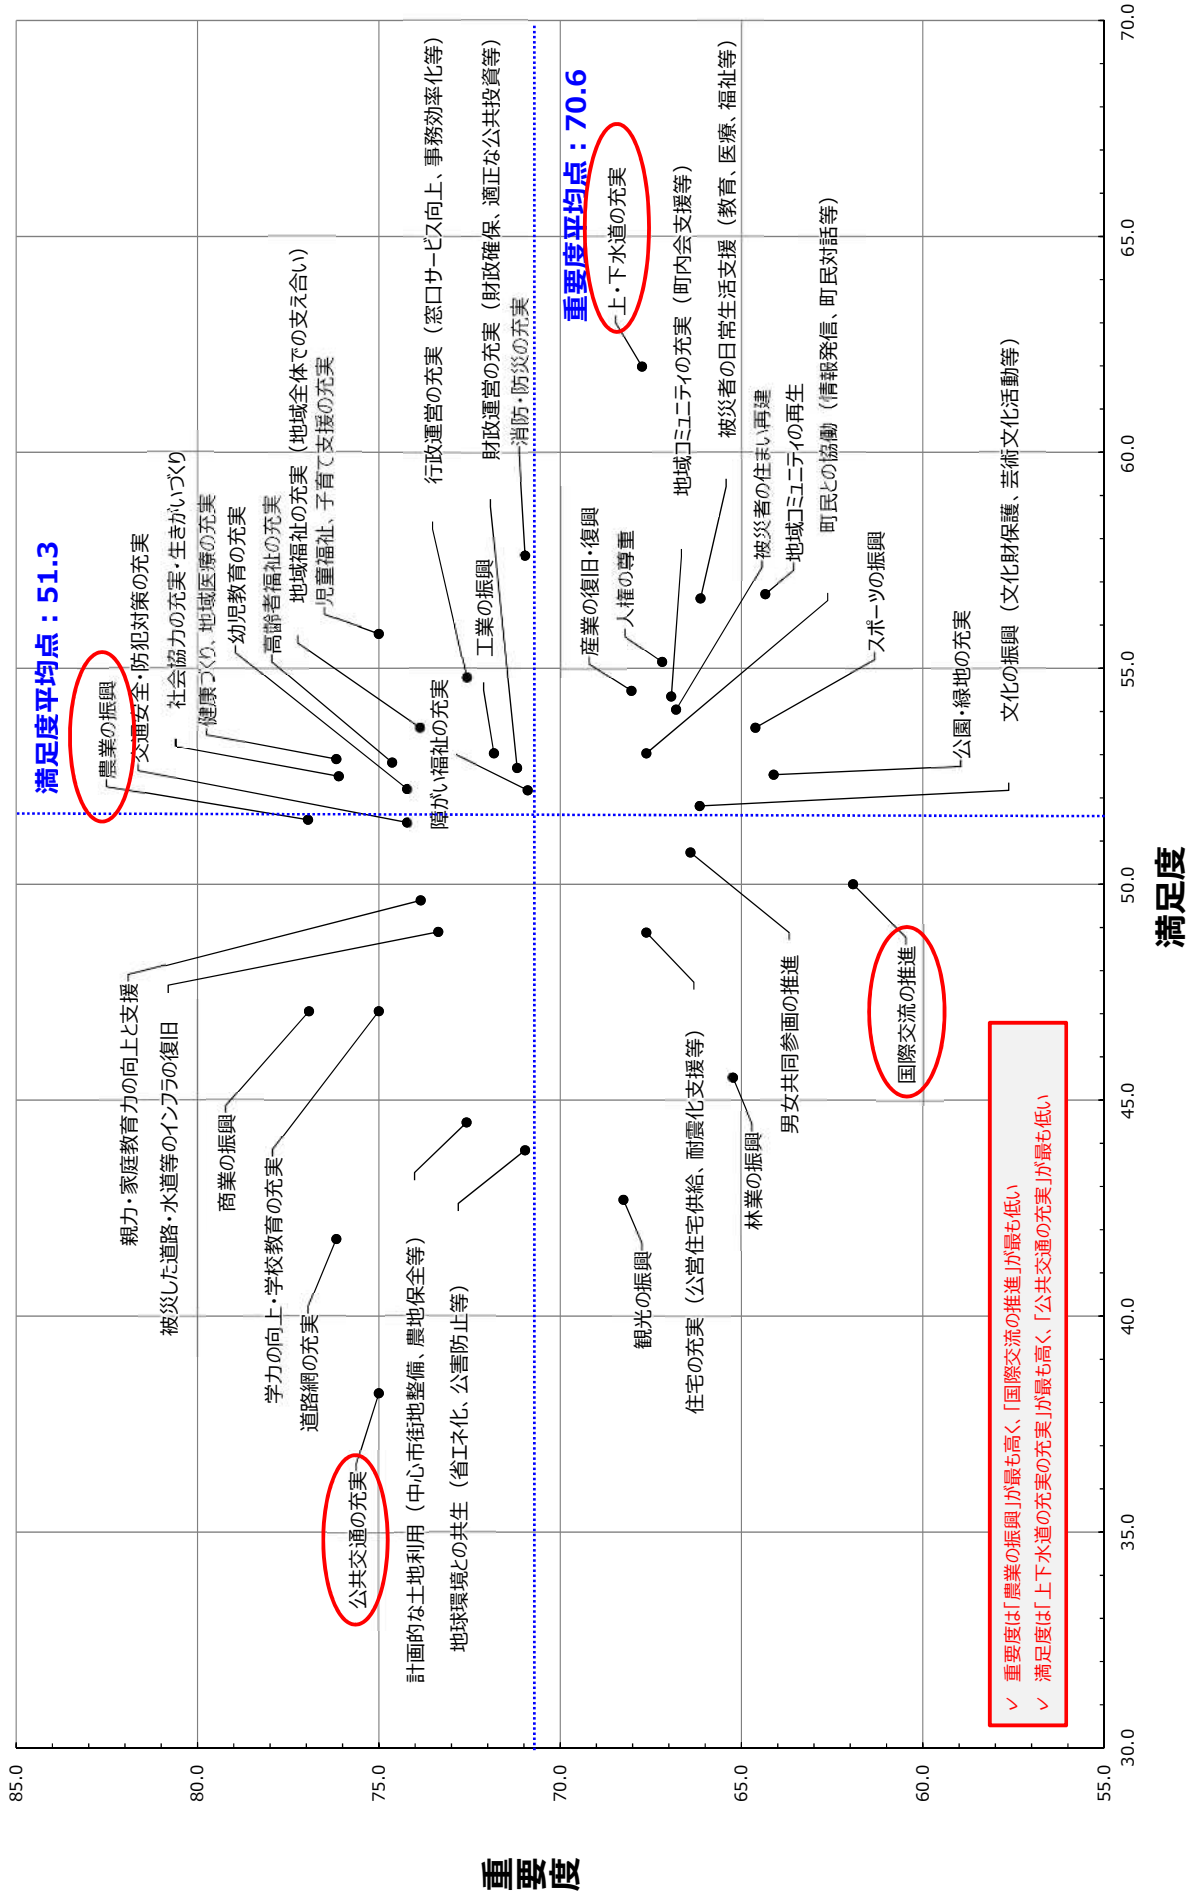 満足度平均点：51.3
重要度平均点：70.6
農業の振興
交通安全・防犯対策の充実
社会協力の充実・生きがいづくり
健康づくり、地域医療の充実
幼児教育の充実
高齢者福祉の充実
地域福祉の充実（地域全体での支え合い）
児童福祉、子育て支援の充実
行政運営の充実（窓口サービス向上、事務効率化等）
財政運営の充実（財政確保、適正な公共投資等）
消防・防災の充実
工業の振興
障がい福祉の充実
親力・家庭教育力の向上と支援
被災した道路・水道等のインフラの復旧
商業の振興
学力の向上・学校教育の充実
道路網の充実
公共交通の充実
計画的な土地利用（中心市街地整備、農地保全等）
地球環境との共生（省エネ化、公害防止等）
上・下水道の充実
産業の復旧・復興
人権の尊重
地域コミュニティの充実（町内会支援等）
被災者の日常生活支援（教育、医療、福祉等）
被災者の住まい再建
地域コミュニティの再生
町民との協働（情報発信、町民対話等）
スポーツの振興
公園・緑地の充実
文化の振興（文化財保護、芸術文化活動等）
観光の振興
住宅の充実（公営住宅供給、耐震化支援等）
林業の振興
男女共同参画の推進
国際交流の推進
✓ 重要度は「農業の振興」が最も高く、「国際交流の推進」が最も低い
✓ 満足度は「上下水道の充実の充実」が最も高く、「公共交通の充実」が最も低い
85.0
80.0
75.0
70.0
65.0
60.0
55.0
30.0
35.0
40.0
45.0
50.0
55.0
60.0
65.0
70.0
重要度
満足度